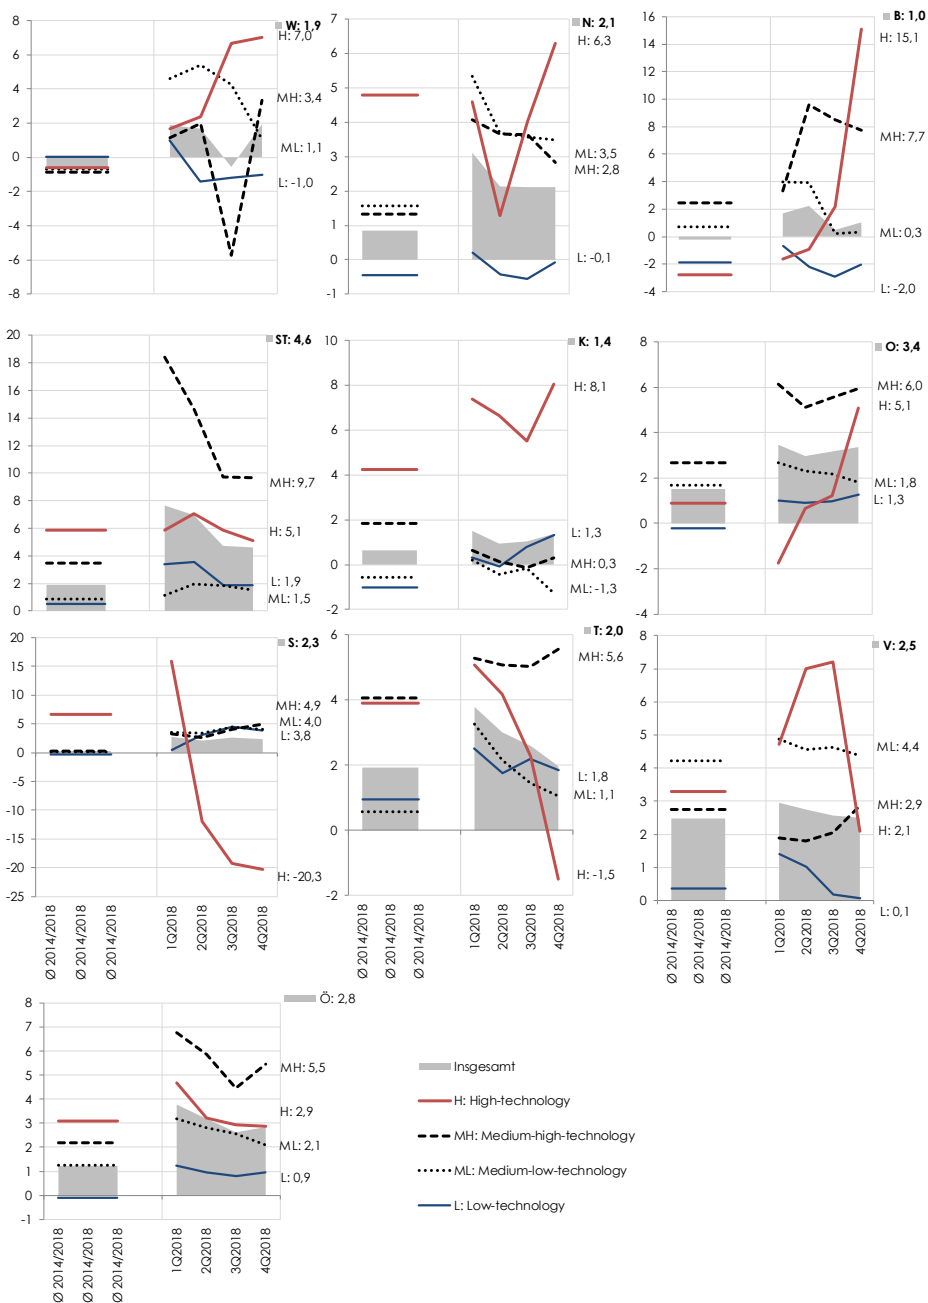 W: 1,9
8
6
4
2
0
-2
-4
-6
-8
H: 7,0
MH: 3,4
ML: 1,1
L: -1,0
N: 2,1
7
6
5
4
3
2
1
0
-1
H: 6,3
ML: 3,5
MH: 2,8
L: -0,1
B: 1,0
16
14
12
10
8
6
4
2
0
-2
-4
H: 15,1
MH: 7,7
ML: 0,3
L: -2,0
ST: 4,6
20
18
16
14
12
10
8
6
4
2
0
MH: 9,7
H: 5,1
L: 1,9
ML: 1,5
K: 1,4
10
8
6
4
2
0
-2
H: 8,1
L: 1,3
MH: 0,3
ML: -1,3
O: 3,4
8
6
4
2
0
-2
-4
MH: 6,0
H: 5,1
ML: 1,8
L: 1,3
S: 2,3
20
15
10
5
0
-5
-10
-15
-20
-25
MH: 4,9
ML: 4,0
L: 3,8
H: -20,3
Ø 2014/2018
Ø 2014/2018
Ø 2014/2018
1Q2018
2Q2018
3Q2018
4Q2018
T: 2,0
6
4
2
0
-2
MH: 5,6
L: 1,8
ML: 1,1
H: -1,5
Ø 2014/2018
Ø 2014/2018
Ø 2014/2018
1Q2018
2Q2018
3Q2018
4Q2018
V: 2,5
8
7
6
5
4
3
2
1
0
ML: 4,4
MH: 2,9
H: 2,1
L: 0,1
Ø 2014/2018
Ø 2014/2018
Ø 2014/2018
1Q2018
2Q2018
3Q2018
4Q2018
Ö: 2,8
8
7
6
5
4
3
2
1
0
-1
MH: 5,5
H: 2,9
ML: 2,1
L: 0,9
Ø 2014/2018
Ø 2014/2018
Ø 2014/2018
1Q2018
2Q2018
3Q2018
4Q2018
Insgesamt
H: High-technology
MH: Medium-high-technology
ML: Medium-low-technology
L: Low-technology